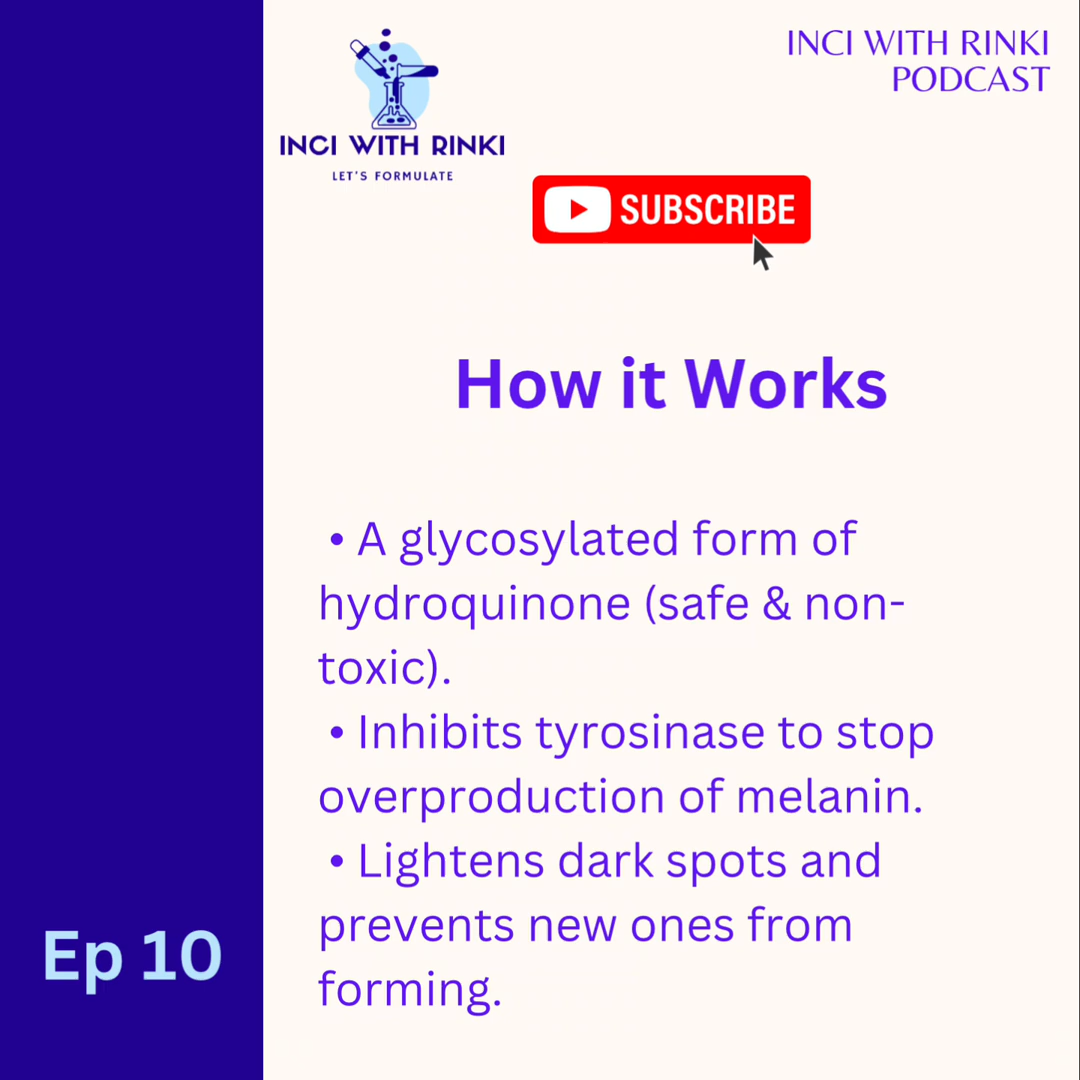 INCI WITH RINKI
LET'S FORMULATE
INCI WITH RINKI
PODCAST
SUBSCRIBE
How it Works
• A glycosylated form of
hydroquinone (safe & non-
toxic).
• Inhibits tyrosinase to stop
overproduction of melanin.
• Lightens dark spots and
prevents new ones from
forming.
Ep 10